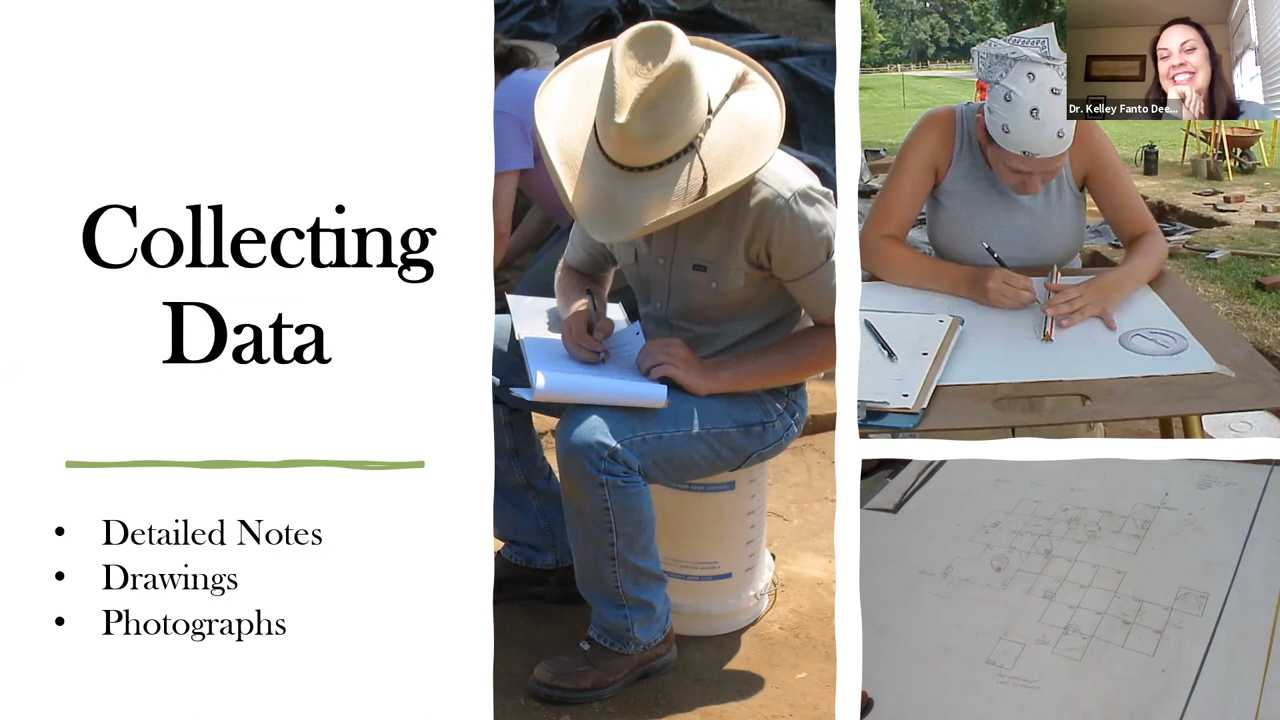 Collecting
Data
• Detailed Notes
• Drawings
• Photographs
Dr. Kelley Fanto Dee...